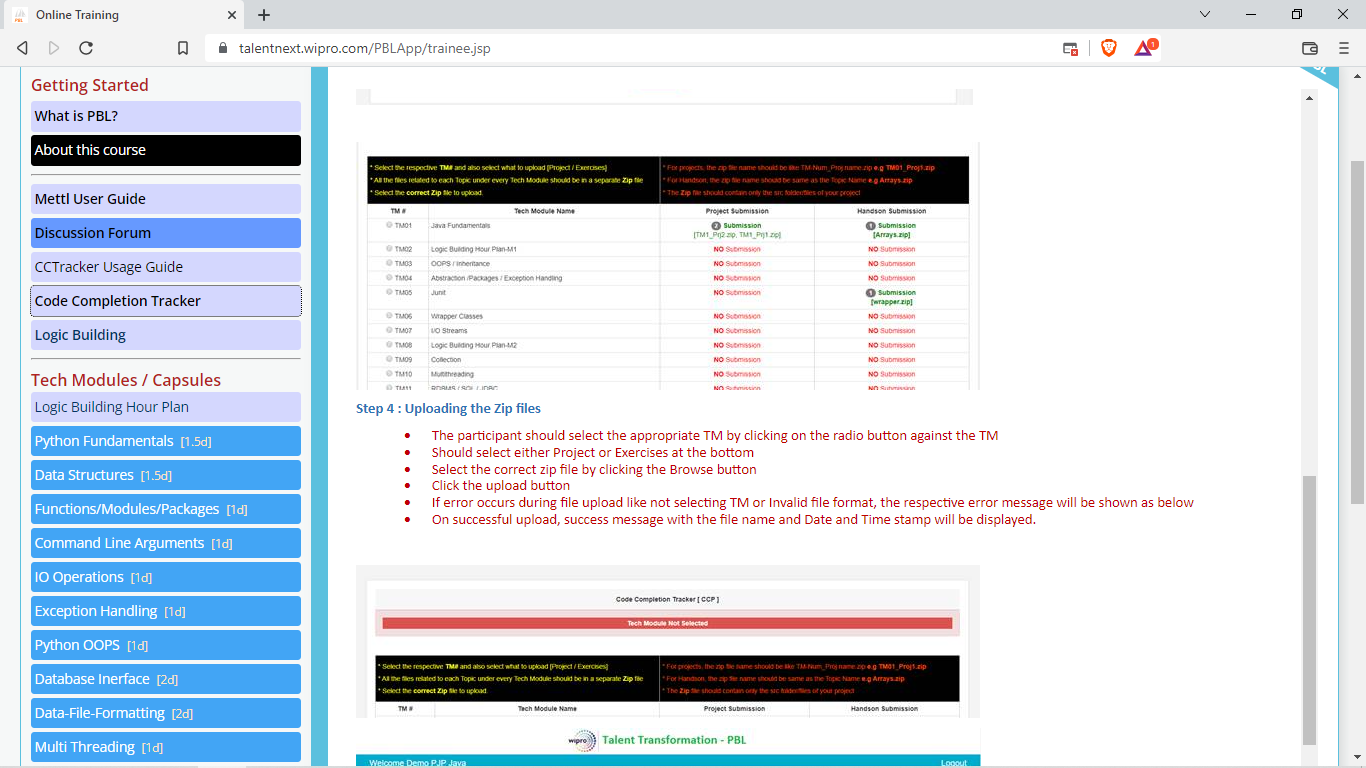 Online Training
talentnext.wipro.com/PBLApp/trainee.jsp
1
Getting Started
What is PBL?
About this course
Mettl User Guide
Discussion Forum
CCTracker Usage Guide
Code Completion Tracker
Logic Building
Tech Modules / Capsules
Logic Building Hour Plan
Python Fundamentals [1.5d]
Data Structures [1.5d]
Functions/Modules/Packages [1d]
Command Line Arguments [1d]
IO Operations [1d]
Exception Handling [1d]
Python OOPS [1d]
Database Inerface [2d]
Data-File-Formatting [2d]
Multi Threading [1d]
* Select the respective TM# and also select what to upload [Project / Exercises]
* All the files related to each Topic under every Tech Module should be in a separate Zip file
* Select the correct Zip file to upload.
* For projects: the zip file name should be like TM-Num_Proj name.zip e.g TM01_Proj1.zip
* For Handson, the zip file name should be same as the Topic Name e.g Arrays.zip
* The Zip file should contain only the src folder/files of your project
TM # Tech Module Name Project Submission Handson Submission
TM01 Java Fundamentals 2 Submission 1 Submission
[TM1_Prj2.zip, TM1_Prj1.zip] [Arrays.zip]
TM02 Logic Building Hour Plan-M1 NO Submission NO Submission
TM03 OOPS / Inheritance NO Submission NO Submission
TM04 Abstraction /Packages / Exception Handling NO Submission NO Submission
TM05 Junit NO Submission 1 Submission
[wrapper.zip]
TM06 Wrapper Classes NO Submission NO Submission
TM07 I/O Streams NO Submission NO Submission
TM08 Logic Building Hour Plan-M2 NO Submission NO Submission
TM09 Collection NO Submission NO Submission
TM10 Multithreading NO Submission NO Submission
TM11 RDBMS / SQL / JDBC NO Submission NO Submission
Step 4 : Uploading the Zip files
• The participant should select the appropriate TM by clicking on the radio button against the TM
• Should select either Project or Exercises at the bottom
• Select the correct zip file by clicking the Browse button
• Click the upload button
• If error occurs during file upload like not selecting TM or Invalid file format, the respective error message will be shown as below
• On successful upload, success message with the file name and Date and Time stamp will be displayed.
Code Completion Tracker [ CCP ]
Tech Module Not Selected
* Select the respective TM# and also select what to upload [Project / Exercises]
* All the files related to each Topic under every Tech Module should be in a separate Zip file
* Select the correct Zip file to upload.
* For projects: the zip file name should be like TM-Num_Proj name.zip e.g TM01_Proj1.zip
* For Handson, the zip file name should be same as the Topic Name e.g Arrays.zip
* The Zip file should contain only the src folder/files of your project
TM # Tech Module Name Project Submission Handson Submission
wipro Talent Transformation - PBL
Welcome Demo PJP Java Logout